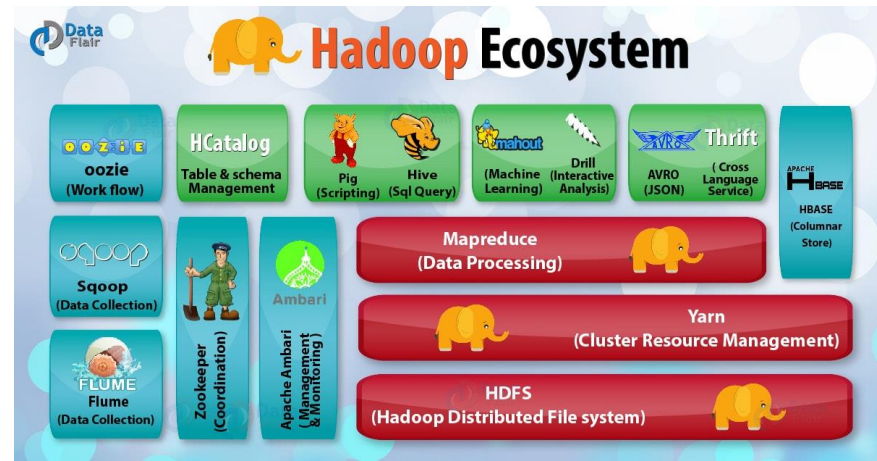 Data
Flair
Hadoop Ecosystem
OOZIE
oozie
(Work flow)
HCatalog
Table & schema
Management
Pig
(Scripting)
Hive
(Sql Query)
mahout
(Machine
Learning)
Drill
(Interactive
Analysis)
AVRO
AVRO
(JSON)
Thrift
( Cross
Language
Service)
APACHE
HBASE
HBASE
(Columnar
Store)
sqoop
Sqoop
(Data Collection)
FLUME
Flume
(Data Collection)
Zookeeper
(Coordination)
Ambari
Apache Ambari
( Management
& Monitoring )
Mapreduce
(Data Processing)
Yarn
(Cluster Resource Management)
HDFS
(Hadoop Distributed File system)